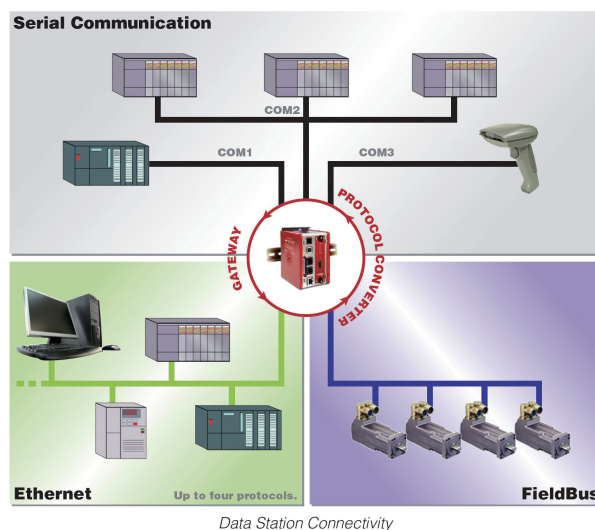 Serial Communication
COM2
COM1
COM3
GATEWAY
PROTOCOL CONVERTER
Ethernet
Up to four protocols.
FieldBus
Data Station Connectivity